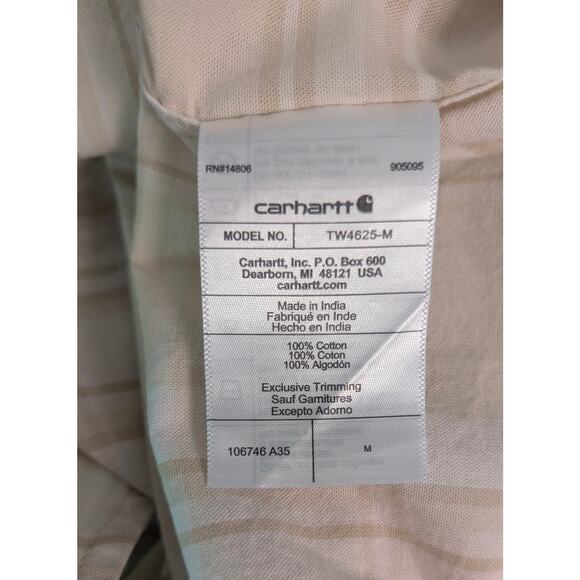 RN#14806 905095
carhartt
MODEL NO. TW4625-M
Carhartt, Inc. P.O. Box 600
Dearborn, MI 48121 USA
carhartt.com
Made in India
Fabriqué en Inde
Hecho en India
100% Cotton
100% Coton
100% Algodón
Exclusive Trimming
Sauf Garnitures
Excepto Adorno
106746 A35 M